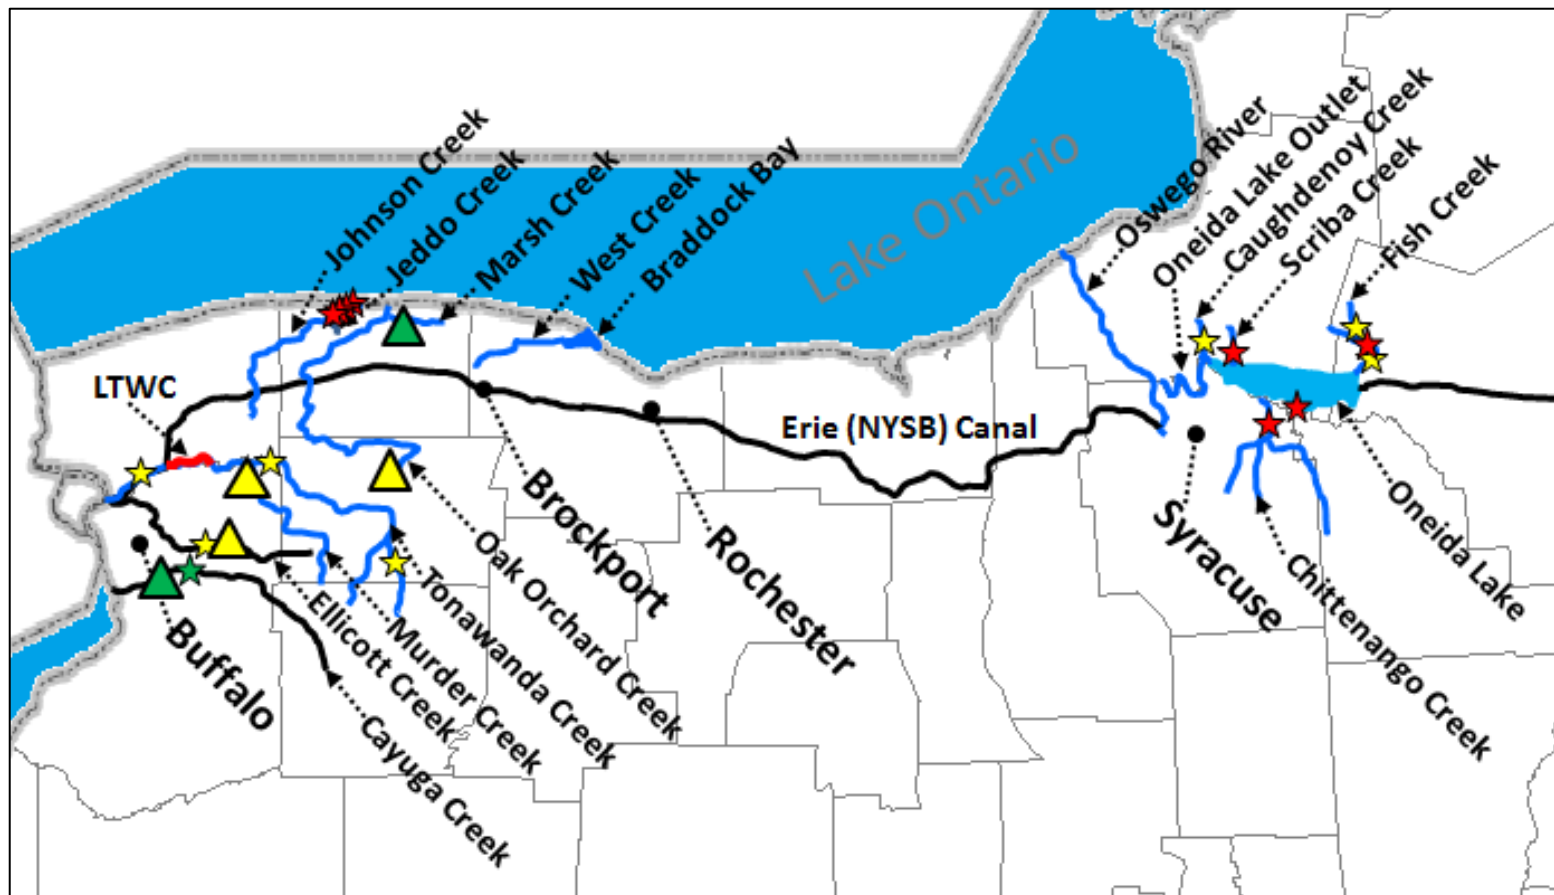 Johnson Creek
Jeddo Creek
Marsh Creek
West Creek
Braddock Bay
Lake Ontario
Oswego River
Oneida Lake Outlet
Caughdenoy Creek
Scriba Creek
Fish Creek
LTWC
Erie (NYSB) Canal
Brockport
Rochester
Syracuse
Oneida Lake
Chittenango Creek
Oak Orchard Creek
Tonawanda Creek
Murder Creek
Ellicott Creek
Cayuga Creek
Buffalo